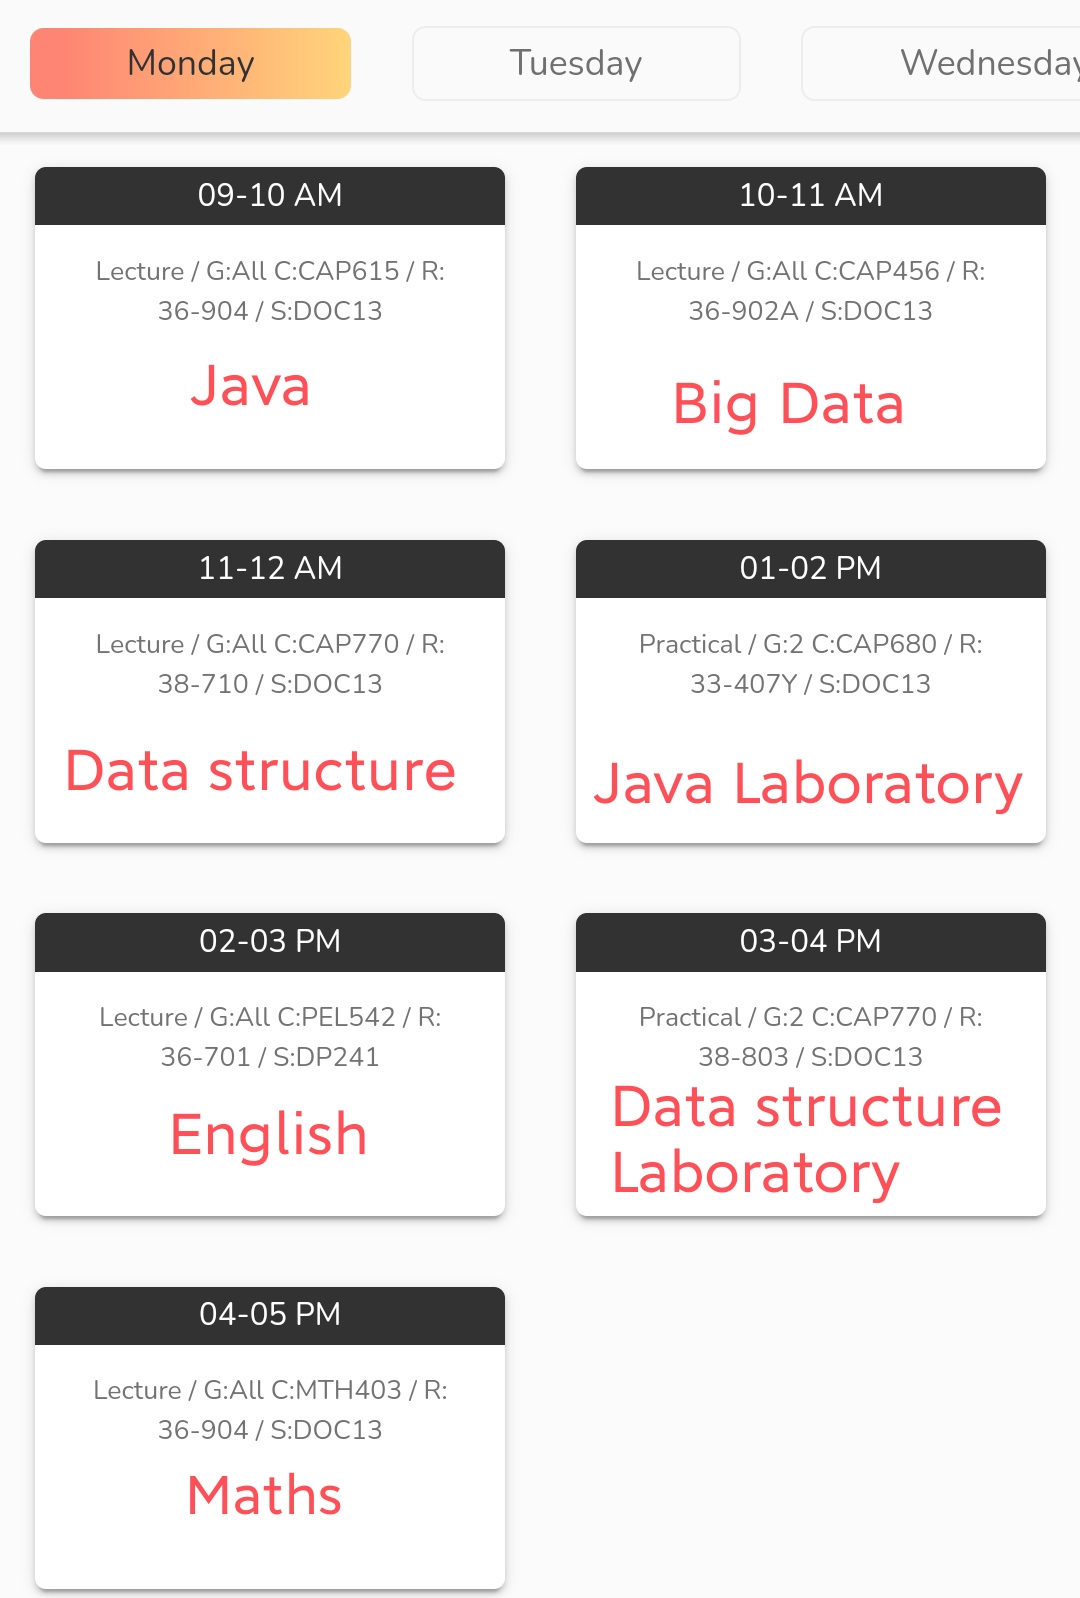 Monday
Tuesday
Wednesday
09-10 AM
Lecture / G:All C:CAP615 / R:
36-904 / S:DOC13
Java
10-11 AM
Lecture / G:All C:CAP456 / R:
36-902A / S:DOC13
Big Data
11-12 AM
Lecture / G:All C:CAP770 / R:
38-710 / S:DOC13
Data structure
01-02 PM
Practical / G:2 C:CAP680 / R:
33-407Y / S:DOC13
Java Laboratory
02-03 PM
Lecture / G:All C:PEL542 / R:
36-701 / S:DP241
English
03-04 PM
Practical / G:2 C:CAP770 / R:
38-803 / S:DOC13
Data structure
Laboratory
04-05 PM
Lecture / G:All C:MTH403 / R:
36-904 / S:DOC13
Maths